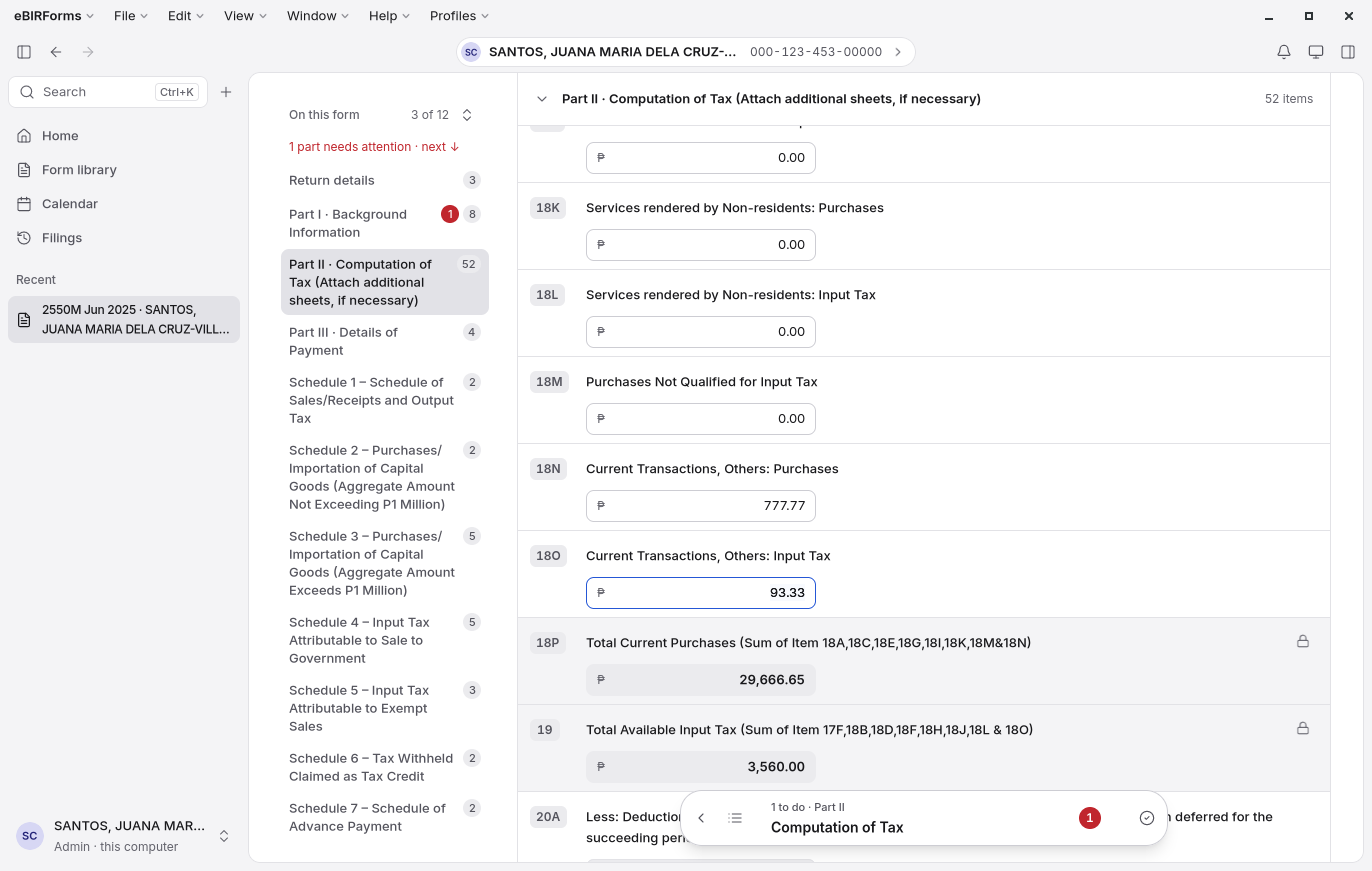 eBIRForms File Edit View Window Help Profiles
SC SANTOS, JUANA MARIA DELA CRUZ-... 000-123-453-00000
Search Ctrl+K
Home
Form library
Calendar
Filings
Recent
2550M Jun 2025 · SANTOS,
JUANA MARIA DELA CRUZ-VILL...
SC SANTOS, JUANA MAR...
Admin · this computer
On this form 3 of 12
1 part needs attention · next ↓
Return details 3
Part I · Background 1 8
Information
Part II · Computation of 52
Tax (Attach additional
sheets, if necessary)
Part III · Details of 4
Payment
Schedule 1 – Schedule of 2
Sales/Receipts and Output
Tax
Schedule 2 – Purchases/ 2
Importation of Capital
Goods (Aggregate Amount
Not Exceeding P1 Million)
Schedule 3 – Purchases/ 5
Importation of Capital
Goods (Aggregate Amount
Exceeds P1 Million)
Schedule 4 – Input Tax 5
Attributable to Sale to
Government
Schedule 5 – Input Tax 3
Attributable to Exempt
Sales
Schedule 6 – Tax Withheld 2
Claimed as Tax Credit
Schedule 7 – Schedule of 2
Advance Payment
Part II · Computation of Tax (Attach additional sheets, if necessary) 52 items
₱ 0.00
18K Services rendered by Non-residents: Purchases
₱ 0.00
18L Services rendered by Non-residents: Input Tax
₱ 0.00
18M Purchases Not Qualified for Input Tax
₱ 0.00
18N Current Transactions, Others: Purchases
₱ 777.77
18O Current Transactions, Others: Input Tax
₱ 93.33
18P Total Current Purchases (Sum of Item 18A,18C,18E,18G,18I,18K,18M&18N)
₱ 29,666.65
19 Total Available Input Tax (Sum of Item 17F,18B,18D,18F,18H,18J,18L & 18O)
₱ 3,560.00
20A Less: deferred for the
succeeding
1 to do · Part II
Computation of Tax 1